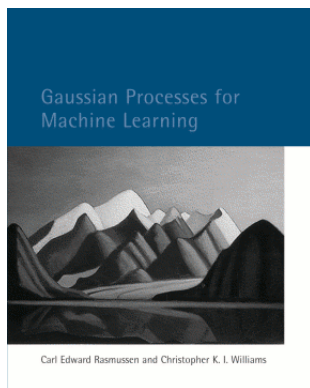 Gaussian Processes for
Machine Learning
Carl Edward Rasmussen and Christopher K. I. Williams